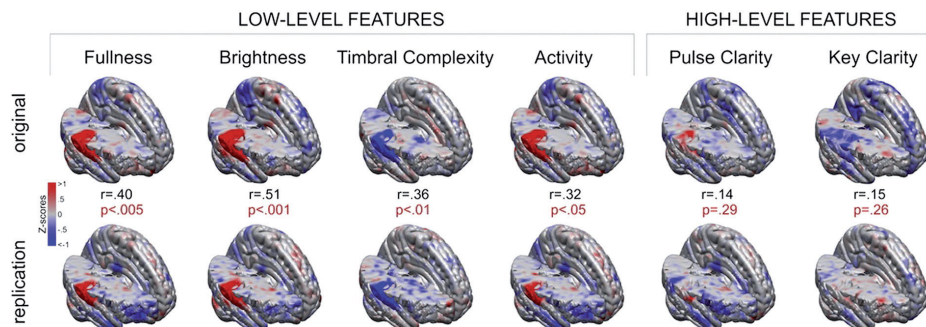 LOW-LEVEL FEATURES HIGH-LEVEL FEATURES
Fullness Brightness Timbral Complexity Activity Pulse Clarity Key Clarity
original
r=.40 r=.51 r=.36 r=.32 r=.14 r=.15
p<.005 p<.001 p<.01 p<.05 p=.29 p=.26
Z-scores
>1
.5
0
.5
<-1
replication